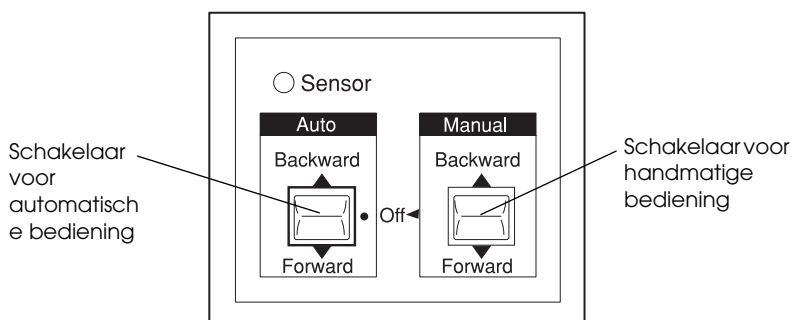 Sensor
Auto
Manual
Backward
Backward
Off
Forward
Forward
Schakelaar
voor
automatisch
e bediening
Schakelaar voor
handmatige
bediening